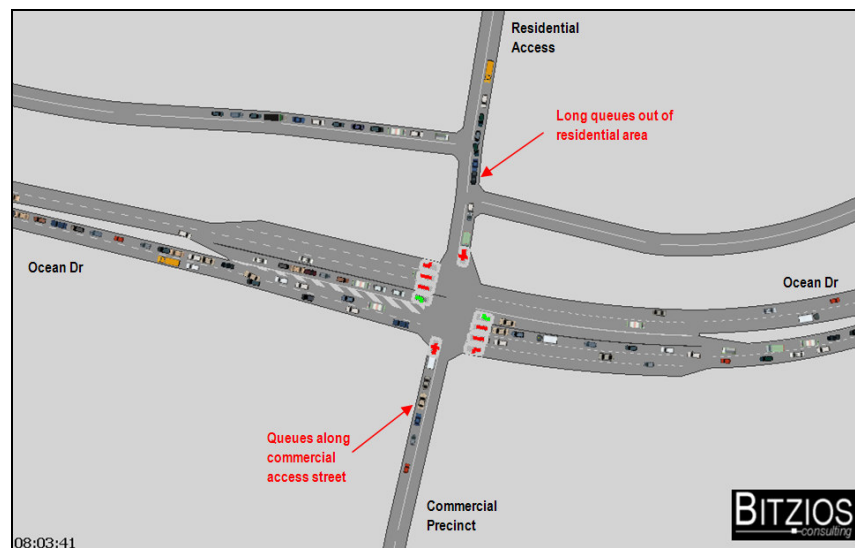 Residential
Access
Long queues out of
residential area
Ocean Dr
Ocean Dr
Queues along
commercial
access street
Commercial
Precinct
BITZIOS
consulting
08:03:41